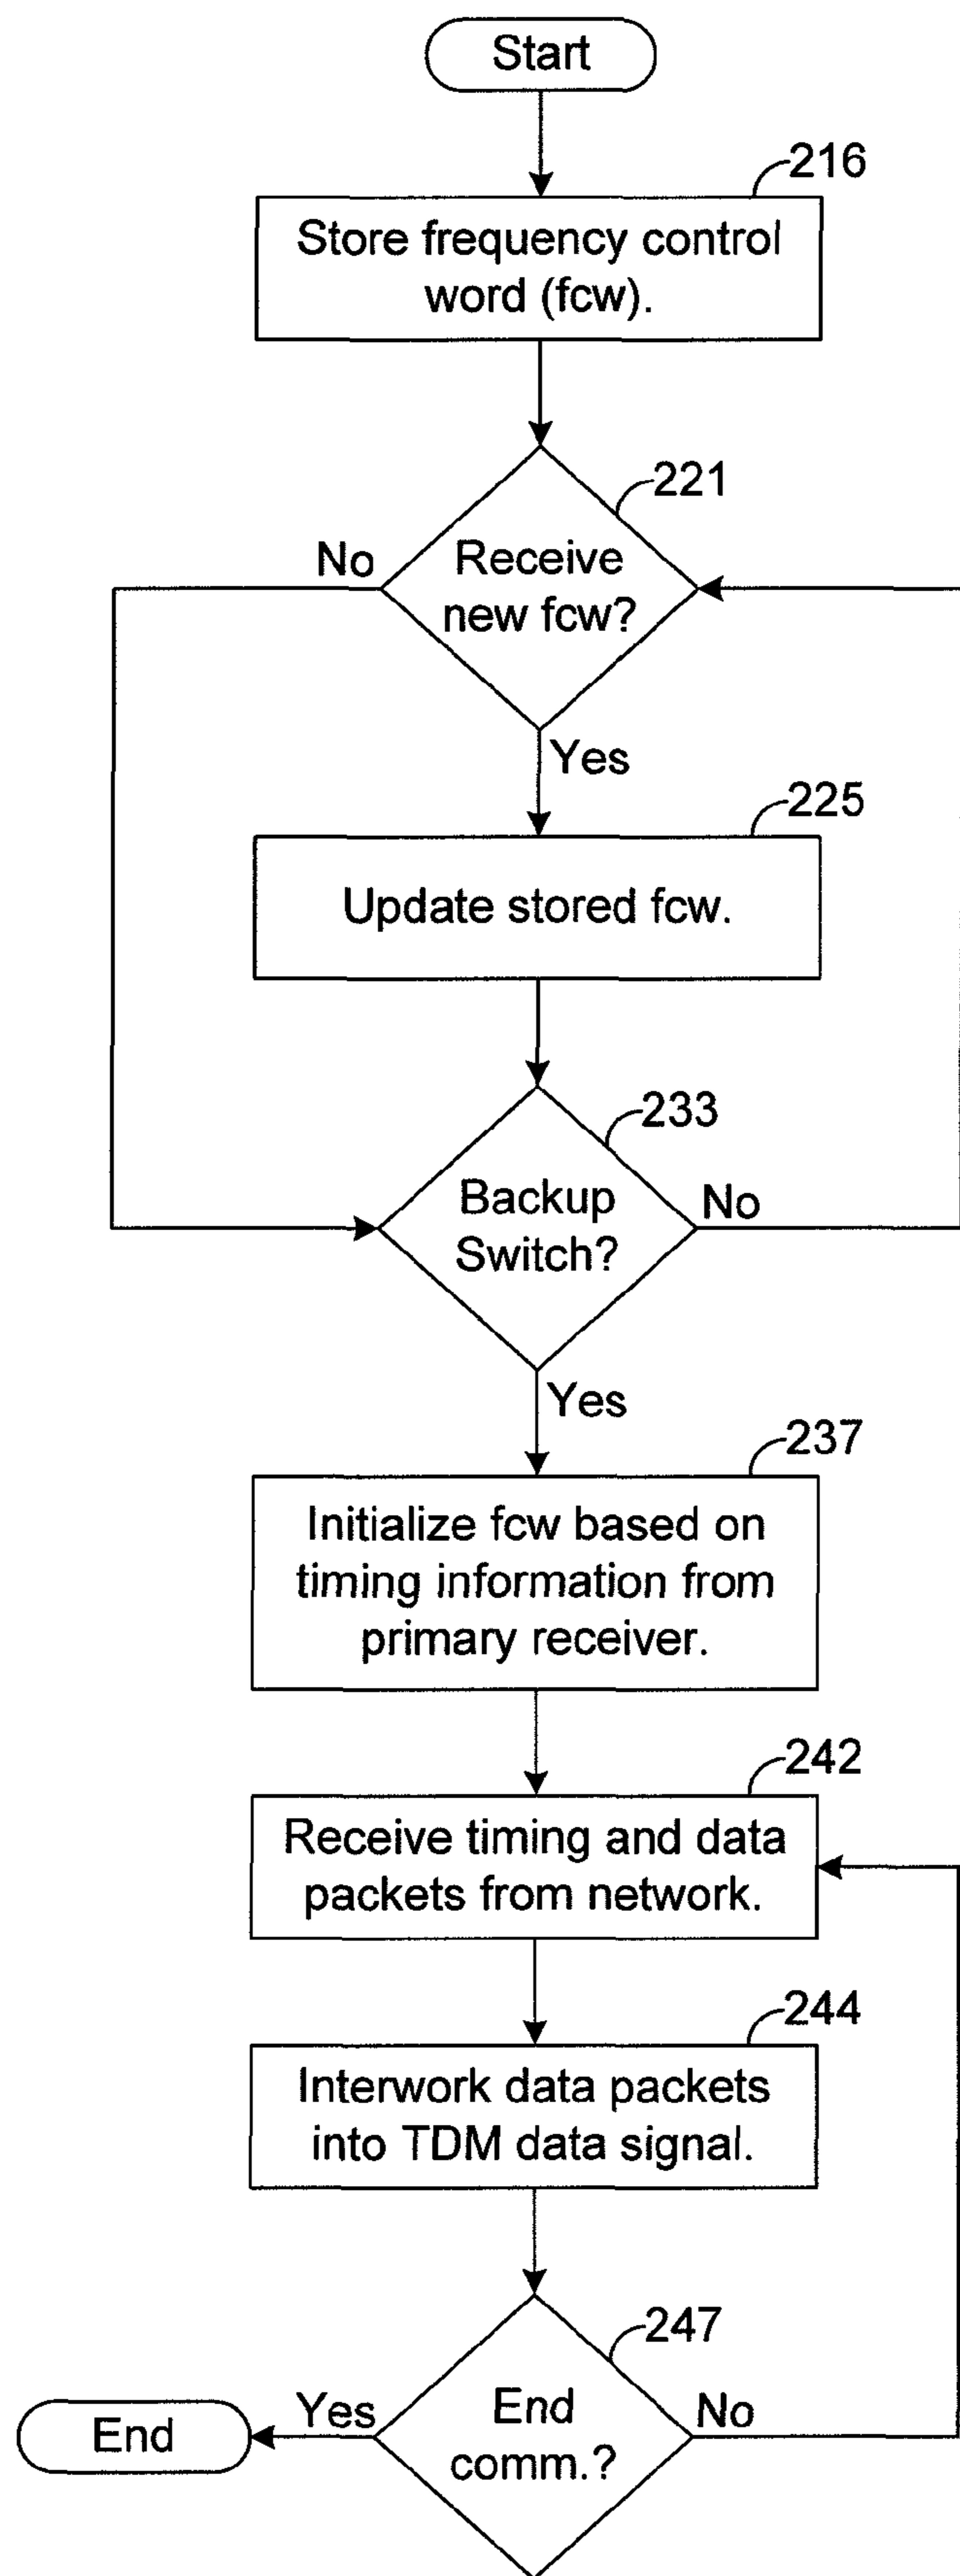 Start
216
Store frequency control
word (fcw).
221
No
Receive
new fcw?
Yes
225
Update stored fcw.
233
Backup
Switch?
No
Yes
237
Initialize fcw based on
timing information from
primary receiver.
242
Receive timing and data
packets from network.
244
Interwork data packets
into TDM data signal.
247
End
Yes
End
comm.?
No